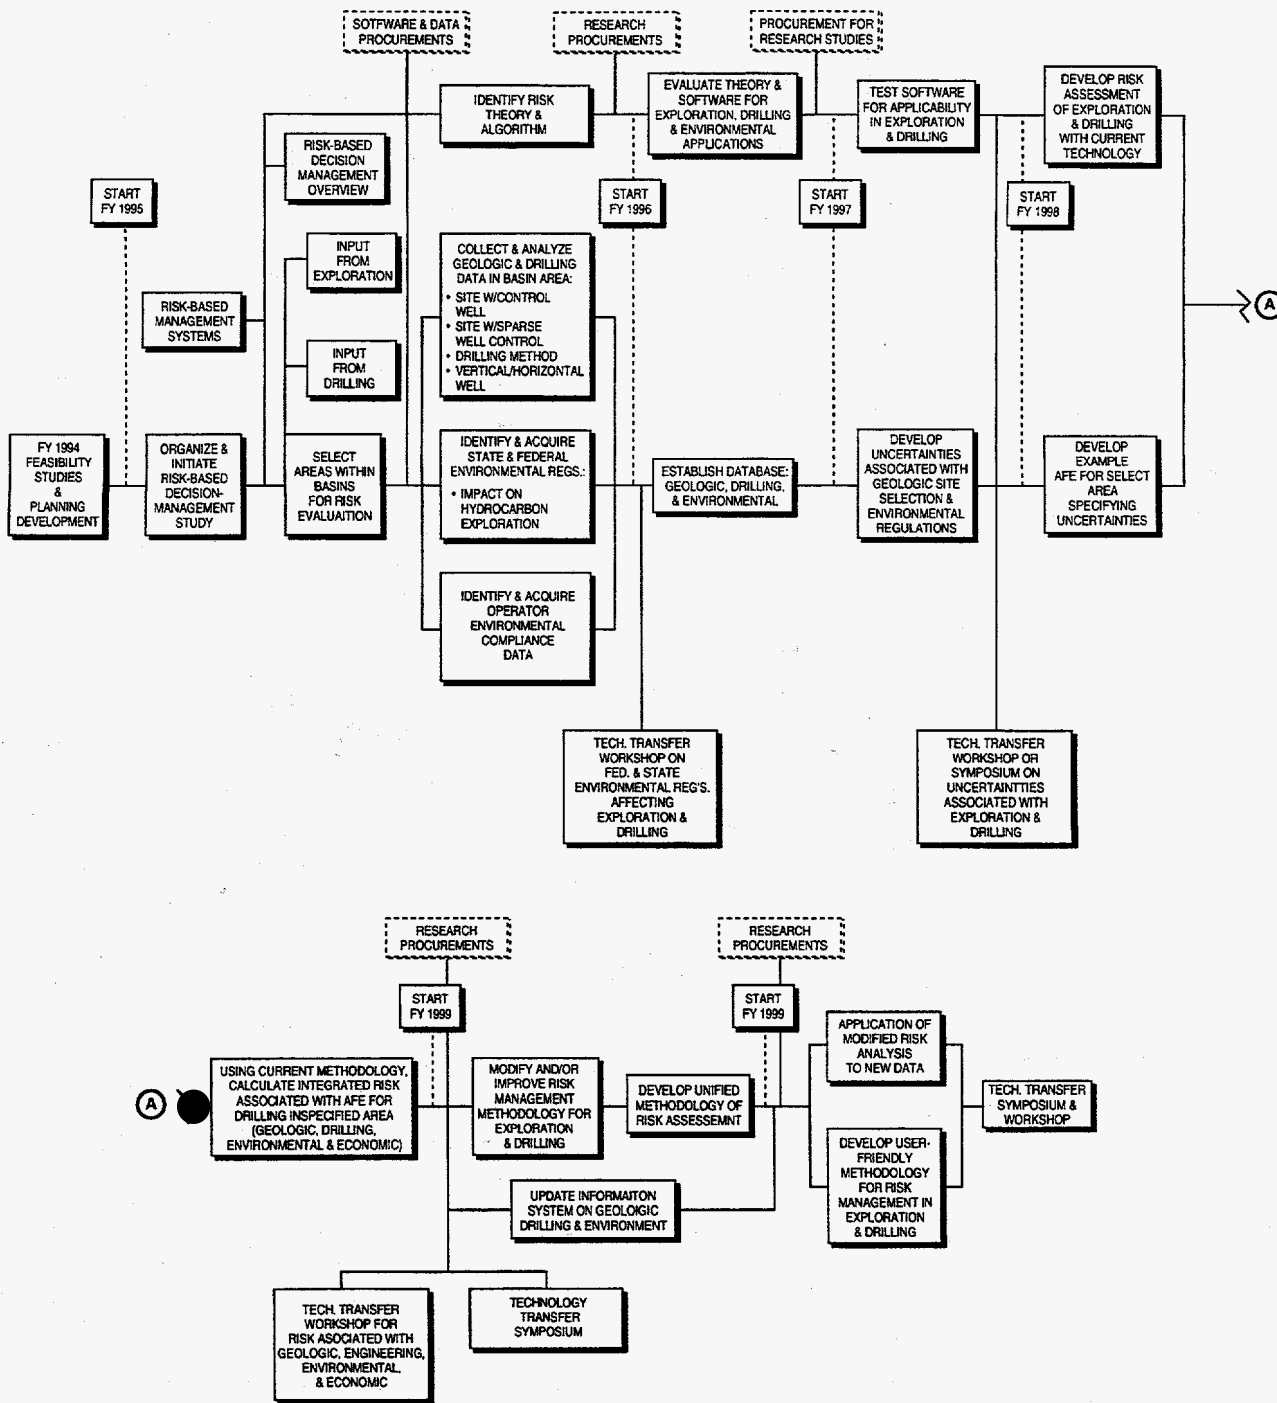 SOTFWARE & DATA
PROCUREMENTS
RESEARCH
PROCUREMENTS
PROCUREMENT FOR
RESEARCH STUDIES
IDENTIFY RISK
THEORY &
ALGORITHM
EVALUATE THEORY &
SOFTWARE FOR
EXPLORATION, DRILLING
& ENVIRONMENTAL
APPLICATIONS
TEST SOFTWARE
FOR APPLICABILITY
IN EXPLORATION
& DRILLING
DEVELOP RISK
ASSESSMENT
OF EXPLORATION
& DRILLING
WITH CURRENT
TECHNOLOGY
RISK-BASED
DECISION
MANAGEMENT
OVERVIEW
START
FY 1995
START
FY 1996
START
FY 1997
START
FY 1998
INPUT
FROM
EXPLORATION
COLLECT & ANALYZE
GEOLOGIC & DRILLING
DATA IN BASIN AREA:
• SITE W/CONTROL
WELL
• SITE W/SPARSE
WELL CONTROL
• DRILLING METHOD
• VERTICAL/HORIZONTAL
WELL
RISK-BASED
MANAGEMENT
SYSTEMS
A
INPUT
FROM
DRILLING
FY 1994
FEASIBILITY
STUDIES
&
PLANNING
DEVELOPMENT
ORGANIZE &
INITIATE
RISK-BASED
DECISION-
MANAGEMENT
STUDY
SELECT
AREAS WITHIN
BASINS
FOR RISK
EVALUAITION
IDENTIFY & ACQUIRE
STATE & FEDERAL
ENVIRONMENTAL REGS.:
• IMPACT ON
HYDROCARBON
EXPLORATION
ESTABLISH DATABASE:
GEOLOGIC, DRILLING,
& ENVIRONMENTAL
DEVELOP
UNCERTAINTIES
ASSOCIATED WITH
GEOLOGIC SITE
SELECTION &
ENVIRONMENTAL
REGULATIONS
DEVELOP
EXAMPLE
AFE FOR SELECT
AREA
SPECIFYING
UNCERTAINTIES
IDENTIFY & ACQUIRE
OPERATOR
ENVIRONMENTAL
COMPLIANCE
DATA
TECH. TRANSFER
WORKSHOP ON
FED. & STATE
ENVIRONMENTAL REG'S.
AFFECTING
EXPLORATION &
DRILLING
TECH. TRANSFER
WORKSHOP OR
SYMPOSIUM ON
UNCERTAINTTIES
ASSOCIATED WITH
EXPLORATION &
DRILLING
RESEARCH
PROCUREMENTS
RESEARCH
PROCUREMENTS
START
FY 1999
START
FY 1999
A
USING CURRENT METHODOLOGY,
CALCULATE INTEGRATED RISK
ASSOCIATED WITH AFE FOR
DRILLING INSPECIFIED AREA
(GEOLOGIC, DRILLING,
ENVIRONMENTAL & ECONOMIC)
MODIFY AND/OR
IMPROVE RISK
MANAGEMENT
METHODOLOGY FOR
EXPLORATION
& DRILLING
DEVELOP UNIFIED
METHODOLOGY OF
RISK ASSESSEMNT
APPLICATION OF
MODIFIED RISK
ANALYSIS
TO NEW DATA
TECH. TRANSFER
SYMPOSIUM &
WORKSHOP
DEVELOP USER-
FRIENDLY
METHODOLOGY
FOR RISK
MANAGEMENT IN
EXPLORATION
& DRILLING
UPDATE INFORMAITON
SYSTEM ON GEOLOIGIC
DRILLING & ENVIRONMENT
TECH. TRANSFER
WORKSHOP FOR
RISK ASOCIATED WITH
GEOLOGIC, ENGINEERING,
ENVIRONMENTAL,
& ECONOMIC
TECHNOLOGY
TRANSFER
SYMPOSIUM